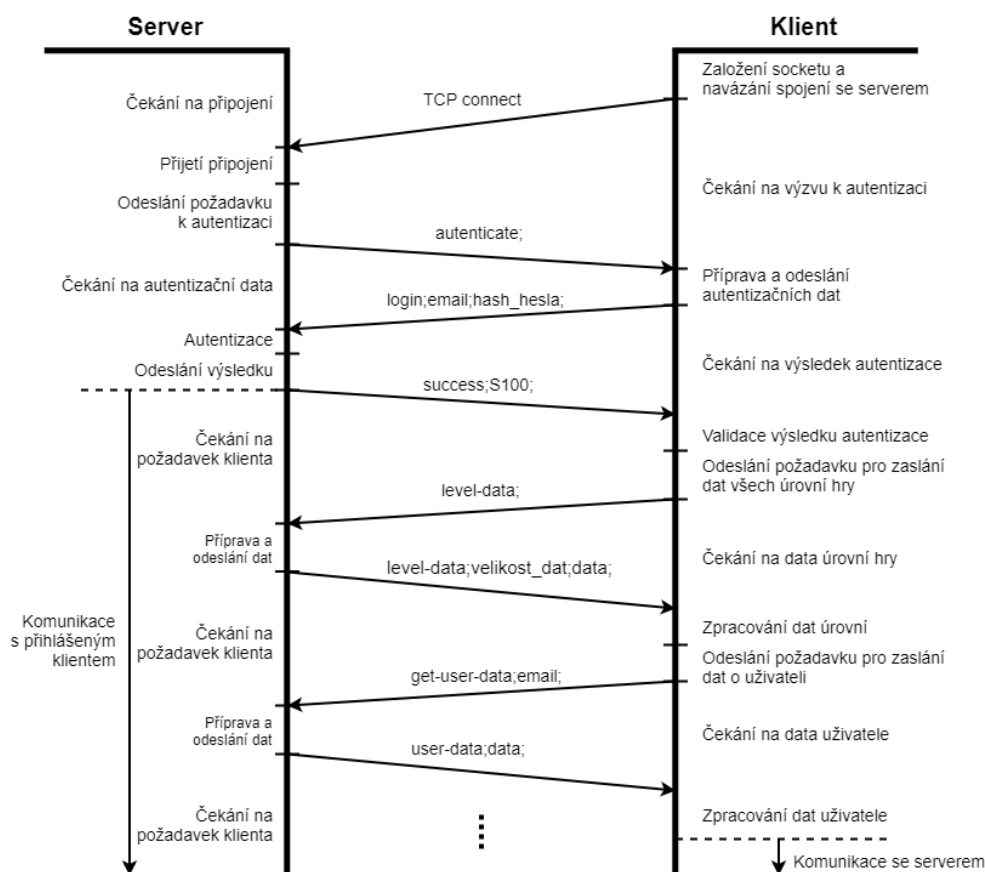 Server
Klient
Založení socketu a
navázání spojení se serverem
Čekání na připojení
TCP connect
Přijetí připojení
Čekání na výzvu k autentizaci
Odeslání požadavku
k autentizaci
autenticate;
Čekání na autentizační data
Příprava a odeslání
autentizačních dat
login;email;hash_hesla;
Autentizace
Čekání na výsledek autentizace
Odeslání výsledku
success;S100;
Čekání na
požadavek klienta
Validace výsledku autentizace
Odeslání požadavku pro zaslání
dat všech úrovní hry
level-data;
Příprava a
odeslání dat
Čekání na data úrovní hry
level-data;velikost_dat;data;
Komunikace
s přihlášeným
klientem
Čekání na
požadavek klienta
Zpracování dat úrovní
Odeslání požadavku pro zaslání
dat o uživateli
get-user-data;email;
Příprava a
odeslání dat
Čekání na data uživatele
user-data;data;
Čekání na
požadavek klienta
Zpracování dat uživatele
Komunikace se serverem